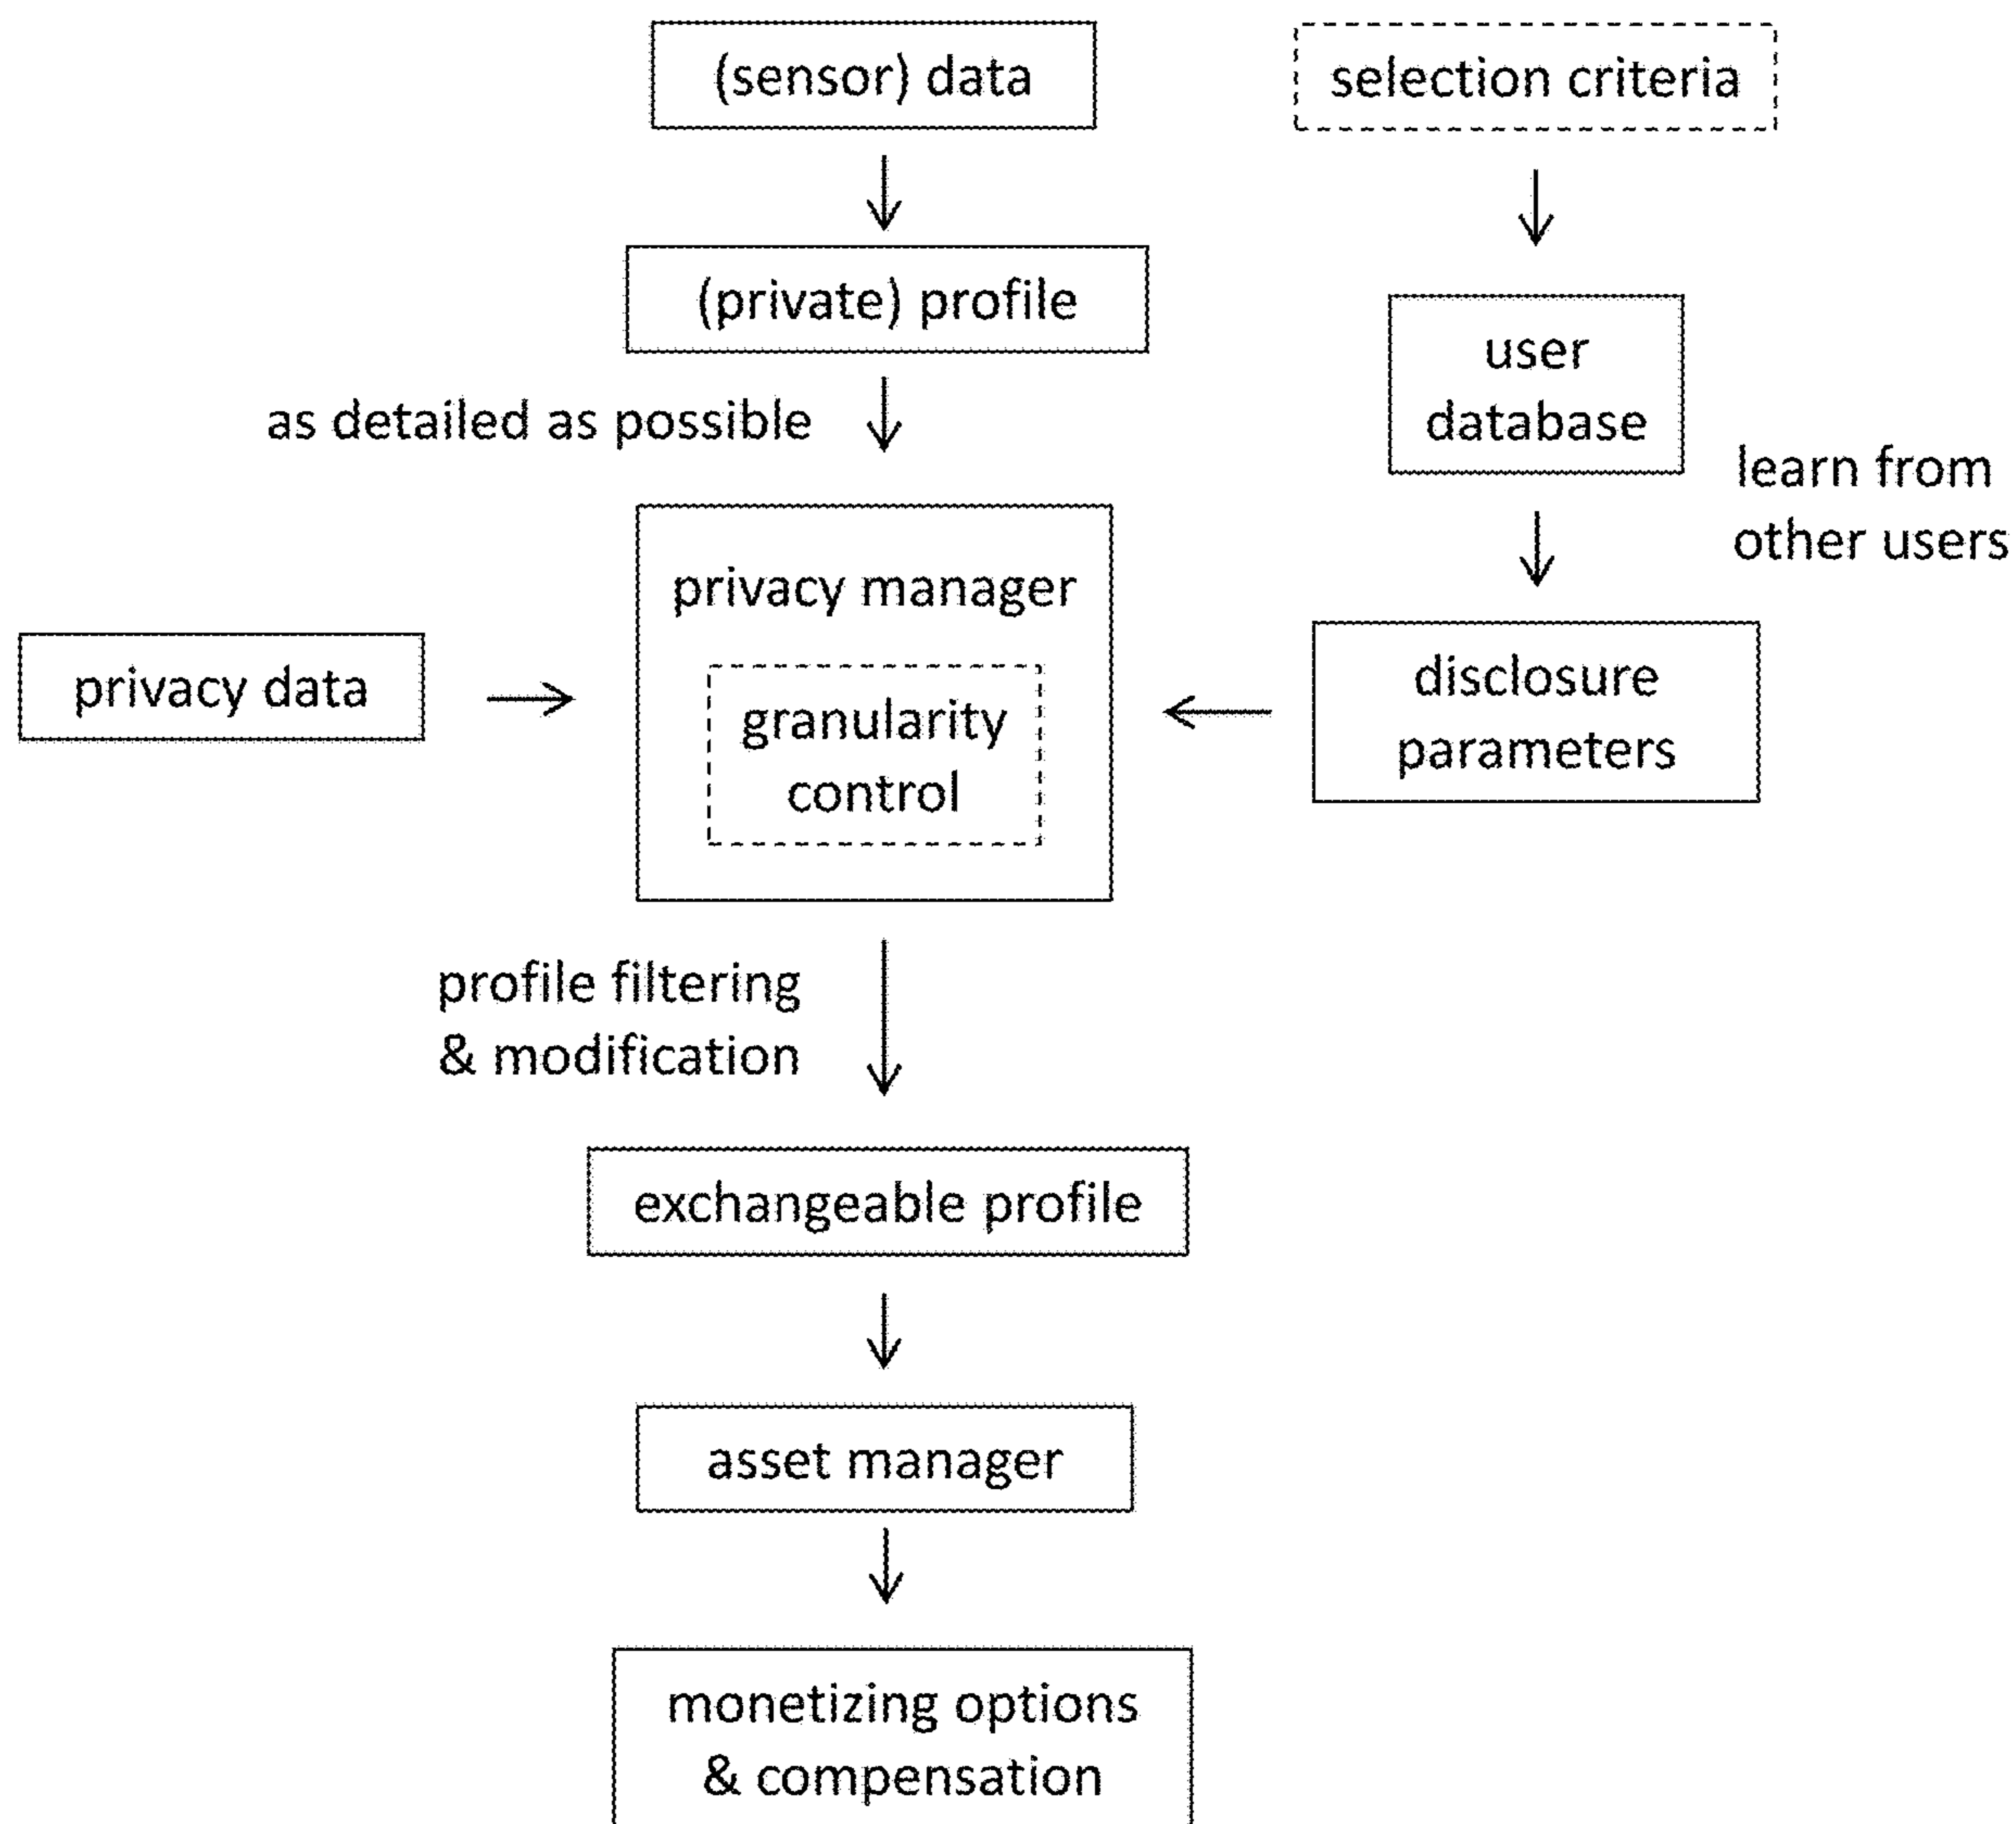 (sensor) data
selection criteria
(private) profile
user
database
as detailed as possible
learn from
other users
privacy manager
granularity
control
privacy data
disclosure
parameters
profile filtering
& modification
exchangeable profile
asset manager
monetizing options
& compensation